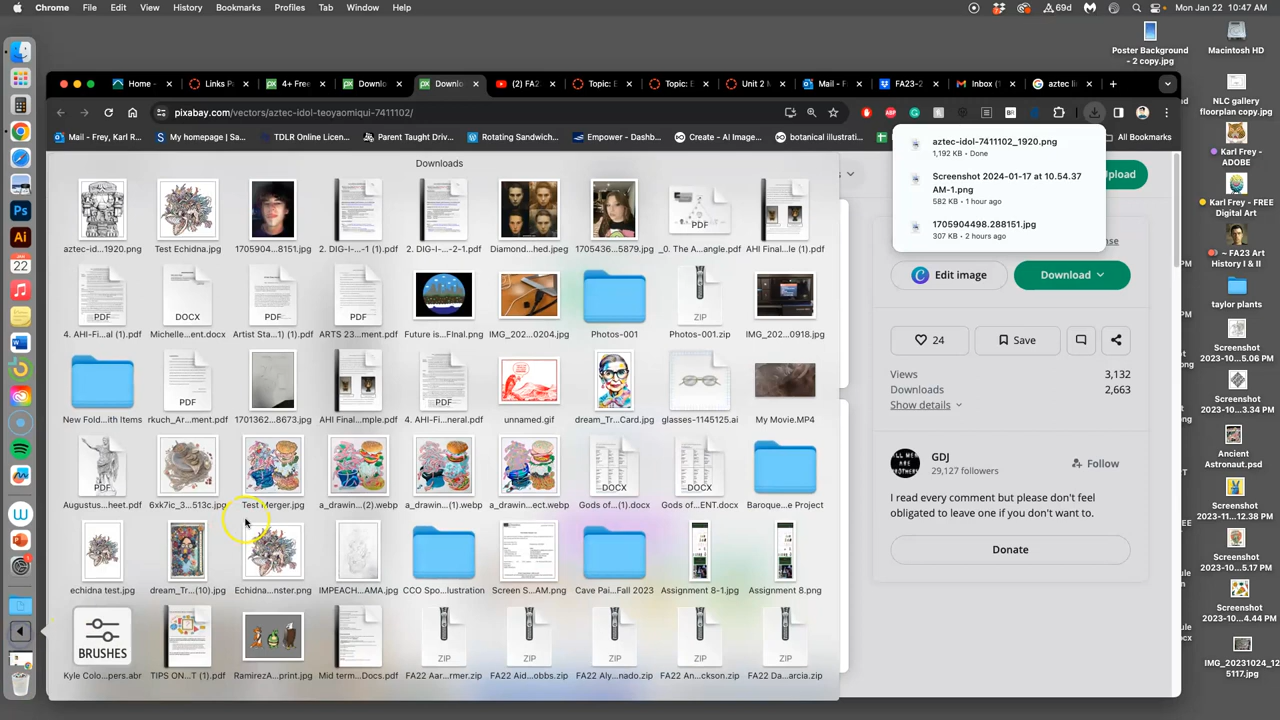 Chrome File Edit View History Bookmarks Profiles Tab Window Help
69d Mon Jan 22 10:47 AM
Home - Links Pa 4+ Free Downlo Downlo (2) FA2 Topic: E Topic: E Unit 2 M Mail – F FA23-2 Inbox (1 aztec li
pixabay.com/vectors/aztec-idol-teoyaomiqui-7411102/
Mail - Frey, Karl R... My homepage | Sq... TDLR Online Licen... Parent Taught Driv... Rotating Sandwich... Empower - Dashb... Create - AI Image... botanical illustrati... All Bookmarks
Downloads
aztec-id...1920.png Test Echidna.jpg 1705904...8151.jpg 2. DIG-I-...-1 (1).pdf 2. DIG-I-...-2-1.pdf Diamond...hed.jpeg 1705436...5879.jpg _0. The A...angle.pdf AHI Final...le (1).pdf
PDF
4. AHI-Fi...al (1).pdf Michelle...ent.docx Artist Sta...1) (1).pdf ARTS 23...ment.pdf Future is...FInal.png IMG_202...0204.jpg Photos-001 Photos-001.zip IMG_202...0918.jpg
PDF DOCX PDF PDF ZIP
New Fold...ith Items rkuch_Ar...ment.pdf 1701362...8673.jpg AHI Final...mple.pdf 4. AHI-Fi...neral.pdf unnamed.gif dream_Tr...Card.jpg glasses-1145125.ai My Movie.MP4
PDF PDF
Augustus...heet.pdf 6xk7ic_3...513c.jpg Test Merger.jpg a_drawin...(2).webp a_drawin...(1).webp a_drawin...ect.webp Gods of...(1).docx Gods of...ENT.docx Baroque...e Project
PDF DOCX DOCX
echidna test.jpg dream_Tr...(10).jpg Echidna...nster.png IMPEACH...AMA.jpg CCO Spo...lustration Screen S...AM.png Cave Pai...Fall 2023 Assignment 8-1.jpg Assignment 8.png
BRUSHES ZIP ZIP ZIP ZIP ZIP
Kyle Colo...ers.abr TIPS ON...T (1).pdf RamirezA...print.jpg Mid term...Docs.pdf FA22 Aar...rmer.zip FA22 Aid...obbs.zip FA22 Aly...nado.zip FA22 An...ckson.zip FA22 Da...arcia.zip
aztec-idol-7411102_1920.png
1,192 KB • Done
Screenshot 2024-01-17 at 10.54.37
AM-1.png
582 KB • 1 hour ago
1705904498.288151.jpg
307 KB • 2 hours ago
Upload
Edit image Download
24 Save
Views 3,132
Downloads 2,663
Show details
GDJ
29,127 followers
Follow
I read every comment but please don't feel
obligated to leave one if you don't want to.
Donate
Poster Background
- 2 copy.jpg
Macintosh HD
NLC gallery
floorplan copy.jpg
Karl Frey -
ADOBE
Karl Frey - FREE
Digital Art
~ FA23 Art
History I & II
taylor plants
Screenshot
2023-10...5.06 PM
Screenshot
2023-10...3.34 PM
Ancient
Astronaut.psd
Screenshot
2023-11...12.38 PM
Screenshot
2023-10...5.17 PM
Screenshot
2023-10...4.44 PM
IMG_20231024_12
5117.jpg
Ps
Ai
JAN
22